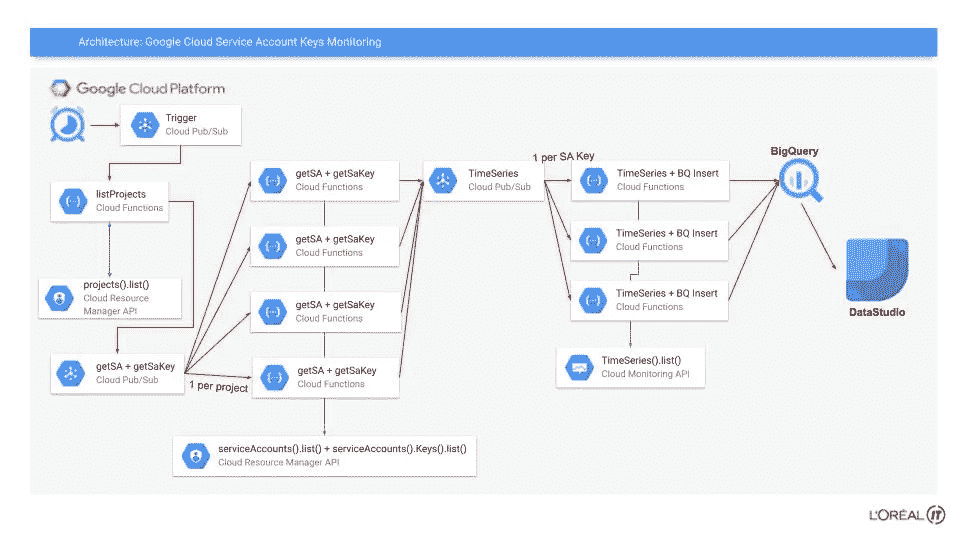 Architecture: Google Cloud Service Account Keys Monitoring
Google Cloud Platform
Trigger
Cloud Pub/Sub
listProjects
Cloud Functions
projects().list()
Cloud Resource
Manager API
getSA + getSaKey
Cloud Pub/Sub
1 per project
getSA + getSaKey
Cloud Functions
getSA + getSaKey
Cloud Functions
getSA + getSaKey
Cloud Functions
getSA + getSaKey
Cloud Functions
serviceAccounts().list() + serviceAccounts().Keys().list()
Cloud Resource Manager API
TimeSeries
Cloud Pub/Sub
1 per SA Key
TimeSeries + BQ Insert
Cloud Functions
TimeSeries + BQ Insert
Cloud Functions
TimeSeries + BQ Insert
Cloud Functions
TimeSeries().list()
Cloud Monitoring API
BigQuery
DataStudio
L'ORÉAL IT